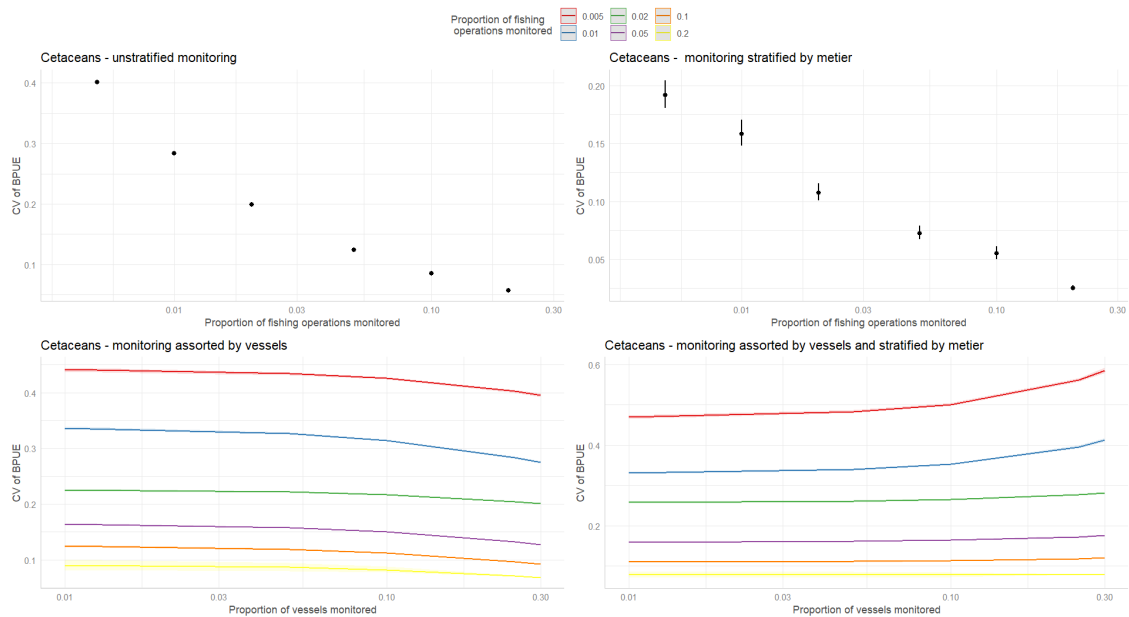 Proportion of fishing
operations monitored
0.005 0.02 0.1
0.01 0.05 0.2
Cetaceans - unstratified monitoring
CV of BPUE
0.4
0.3
0.2
0.1
0.01 0.03 0.10 0.30
Proportion of fishing operations monitored
Cetaceans - monitoring stratified by metier
CV of BPUE
0.20
0.15
0.10
0.05
0.01 0.03 0.10 0.30
Proportion of fishing operations monitored
Cetaceans - monitoring assorted by vessels
CV of BPUE
0.4
0.3
0.2
0.1
0.01 0.03 0.10 0.30
Proportion of vessels monitored
Cetaceans - monitoring assorted by vessels and stratified by metier
CV of BPUE
0.6
0.4
0.2
0.01 0.03 0.10 0.30
Proportion of vessels monitored